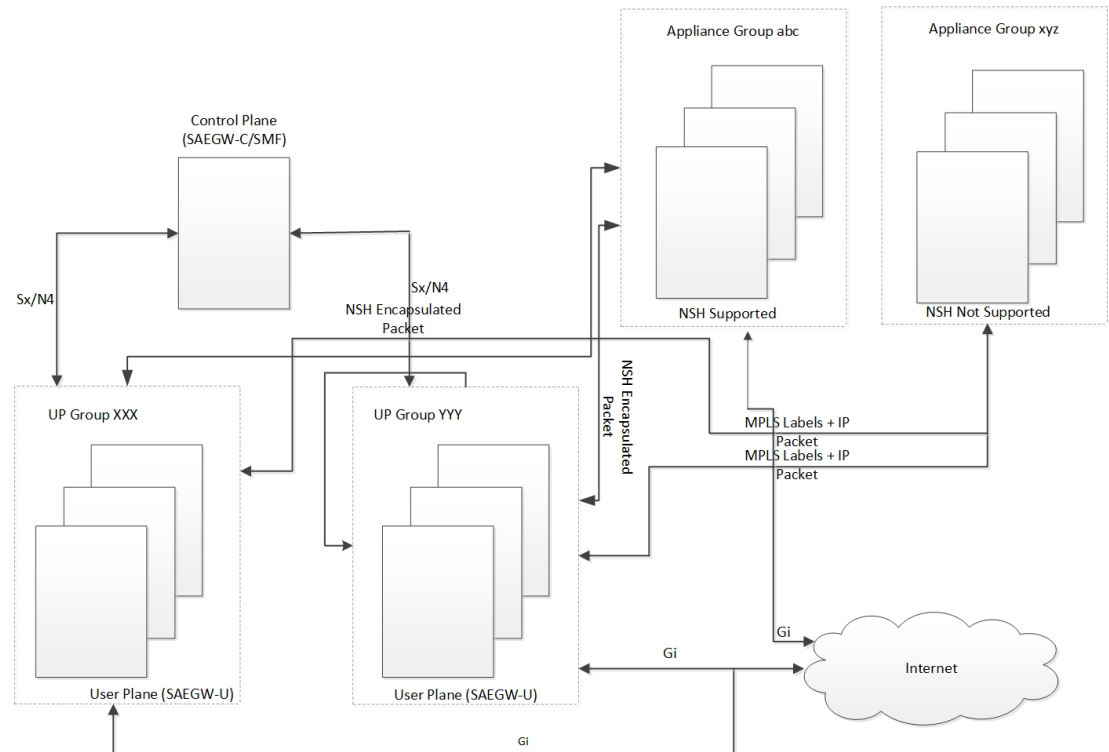 Appliance Group abc
Appliance Group xyz
Control Plane
(SAEGW-C/SMF)
Sx/N4
Sx/N4
NSH Encapsulated
Packet
NSH Supported
NSH Not Supported
NSH Encapsulated
Packet
UP Group XXX
UP Group YYY
MPLS Labels + IP
Packet
MPLS Labels + IP
Packet
Gi
Gi
Internet
User Plane (SAEGW-U)
User Plane (SAEGW-U)
Gi